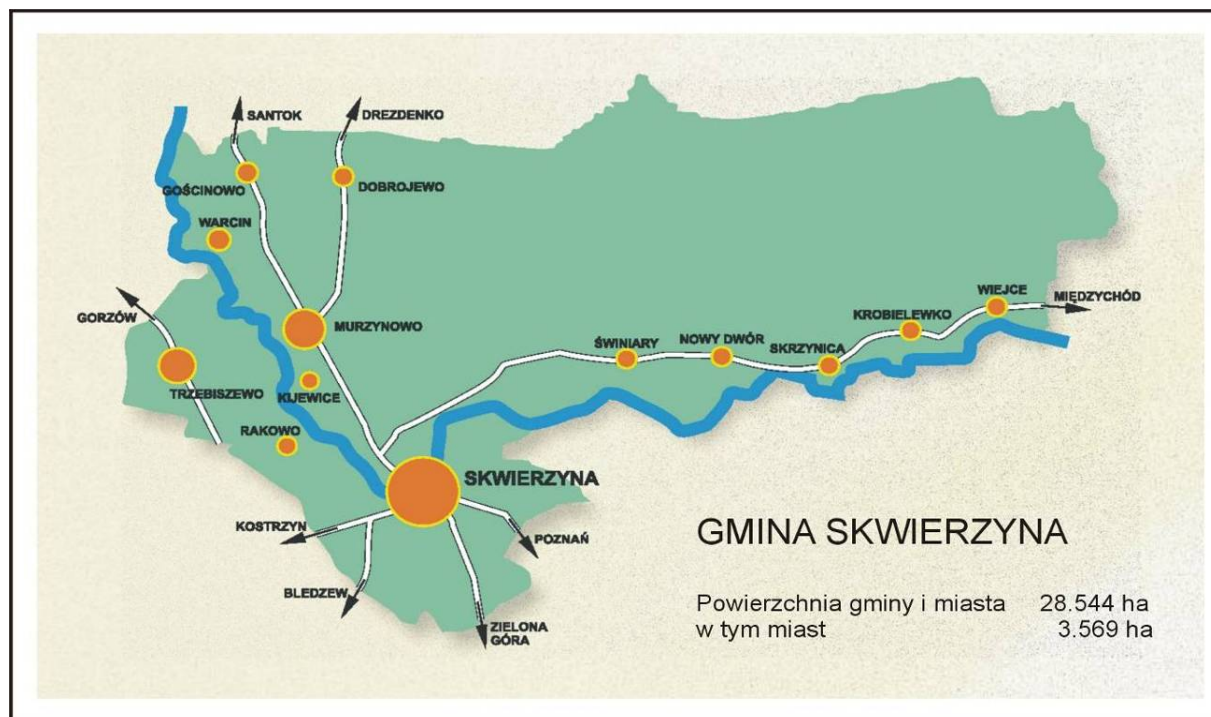 SANTOK
DREZDENKO
GOŚCINOWO
DOBROJEWO
WARCIN
GORZÓW
MURZYNOWO
WIEJCE
MIĘDZYCHÓD
KROBIELEWKO
ŚWINIARY
NOWY DWÓR
SKRZYNICA
TRZEBISZEWO
KIJEWICE
RAKOWO
SKWIERZYNA
KOSTRZYN
POZNAŃ
BLEDZEW
ZIELONA
GÓRA
GMINA SKWIERZYNA
Powierzchnia gminy i miasta 28.544 ha
w tym miast 3.569 ha